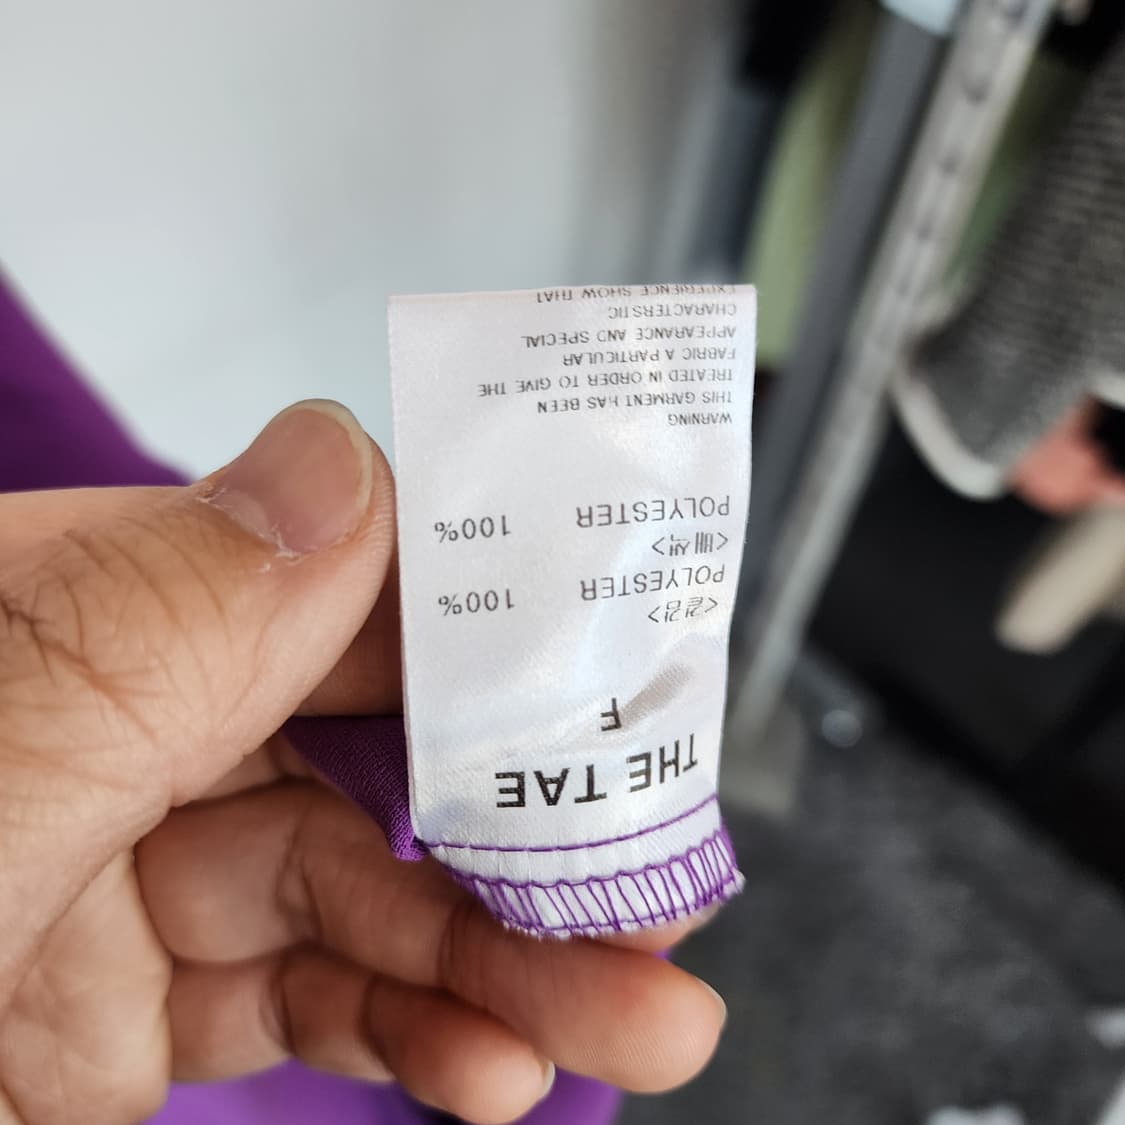 THE TAE
F
<겉감>
POLYESTER 100%
<배색>
POLYESTER 100%
WARNING
THIS GARMENT HAS BEEN
TREATED IN ORDER TO GIVE THE
FABRIC A PARTICULAR
APPEARANCE AND SPECIAL
CHARACTERSTIC
EXPERIENCE SHOW THAT